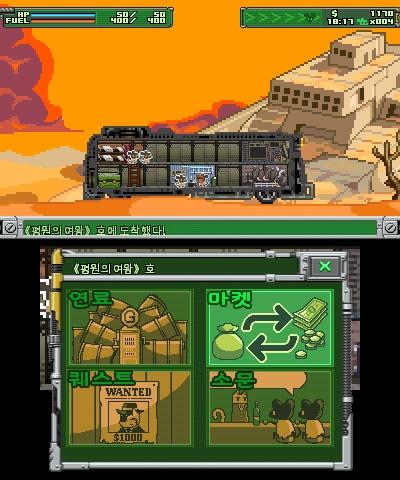 HP 50/ 50
FUEL 400/ 400
$ 1170
18:17 x004
《평원의 여왕》호에 도착했다!
《평원의 여왕》호
연료
마켓
퀘스트
WANTED
$1000
소문